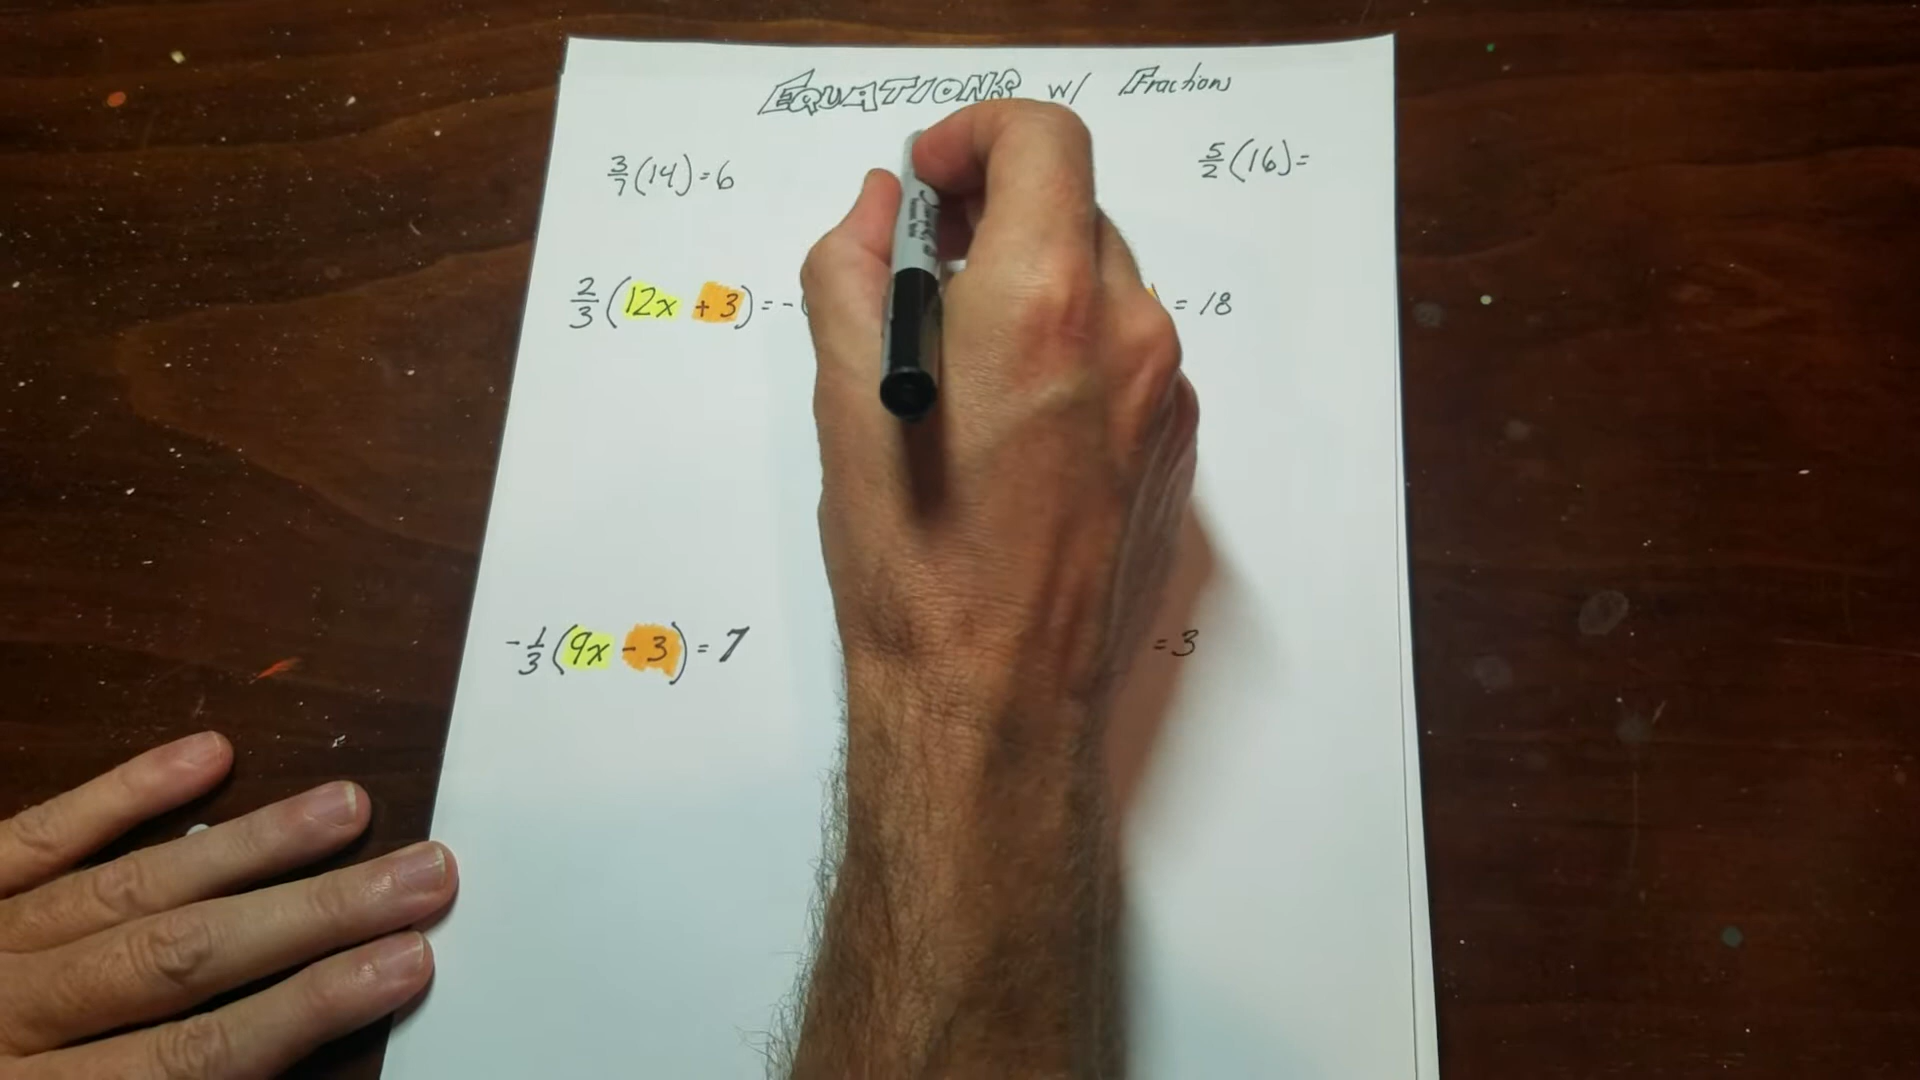 EQUATIONS w/ Fractions
3/7 (14) = 6
5/2 (16) =
2/3 (12x + 3) = -
= 18
-1/3 (9x - 3) = 7
= 3
Sharpie